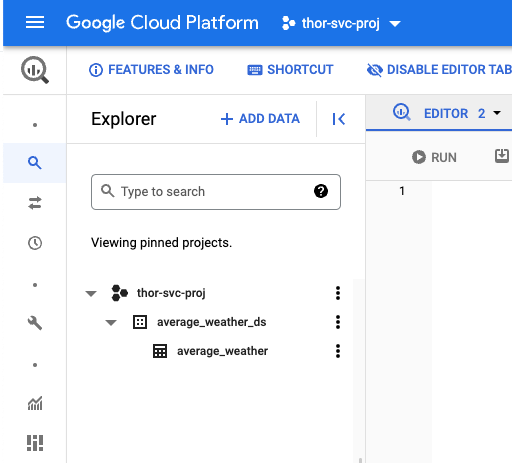 Google Cloud Platform thor-svc-proj
FEATURES & INFO SHORTCUT DISABLE EDITOR TAB
Explorer + ADD DATA EDITOR 2
RUN
Type to search ?
1
Viewing pinned projects.
thor-svc-proj
average_weather_ds
average_weather